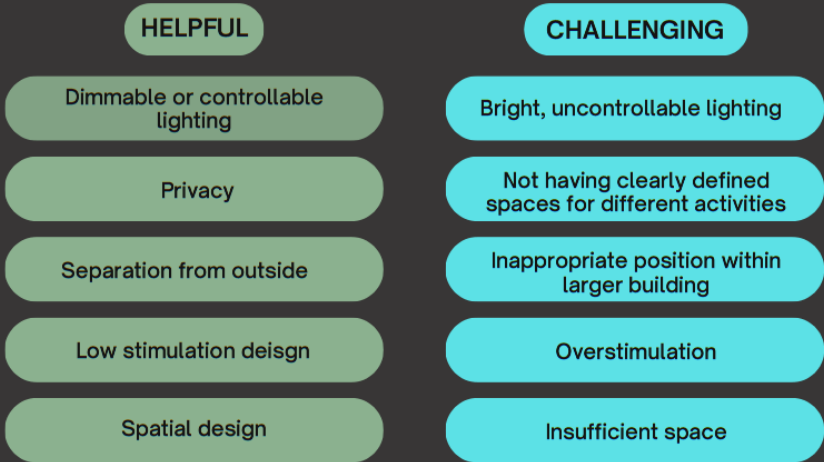 HELPFUL
Dimmable or controllable
lighting
Privacy
Separation from outside
Low stimulation deisgn
Spatial design
CHALLENGING
Bright, uncontrollable lighting
Not having clearly defined
spaces for different activities
Inappropriate position within
larger building
Overstimulation
Insufficient space